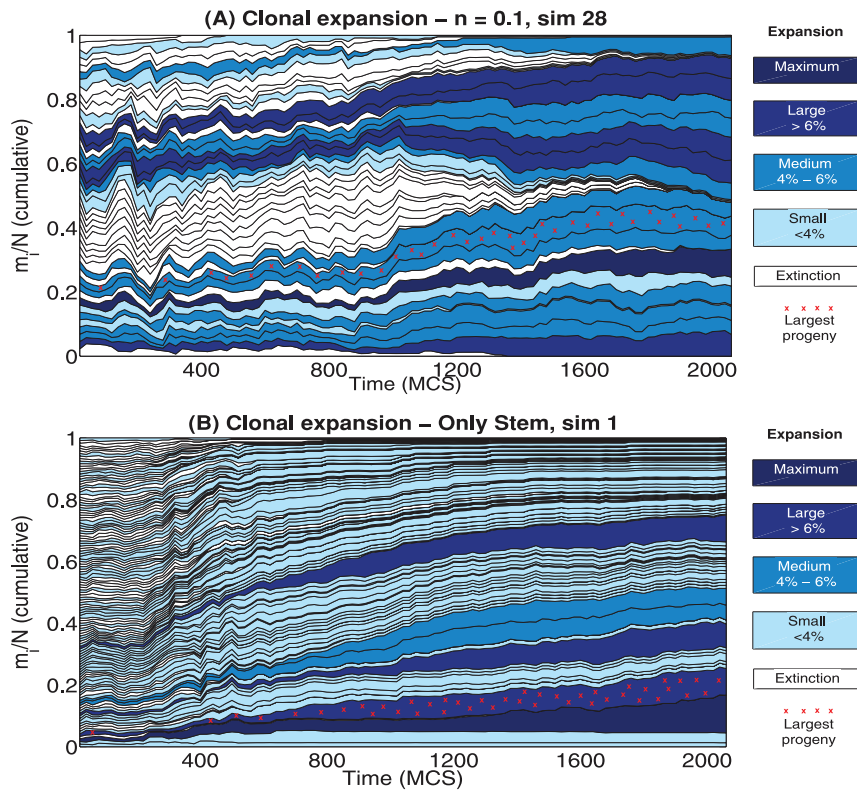 (A) Clonal expansion – n = 0.1, sim 28
m_i/N (cumulative)
1
0.8
0.6
0.4
0.2
0
400
800
1200
1600
2000
Time (MCS)
Expansion
Maximum
Large
> 6%
Medium
4% – 6%
Small
<4%
Extinction
x x x x
Largest
progeny
(B) Clonal expansion – Only Stem, sim 1
m_i/N (cumulative)
1
0.8
0.6
0.4
0.2
0
400
800
1200
1600
2000
Time (MCS)
Expansion
Maximum
Large
> 6%
Medium
4% – 6%
Small
<4%
Extinction
x x x x
Largest
progeny